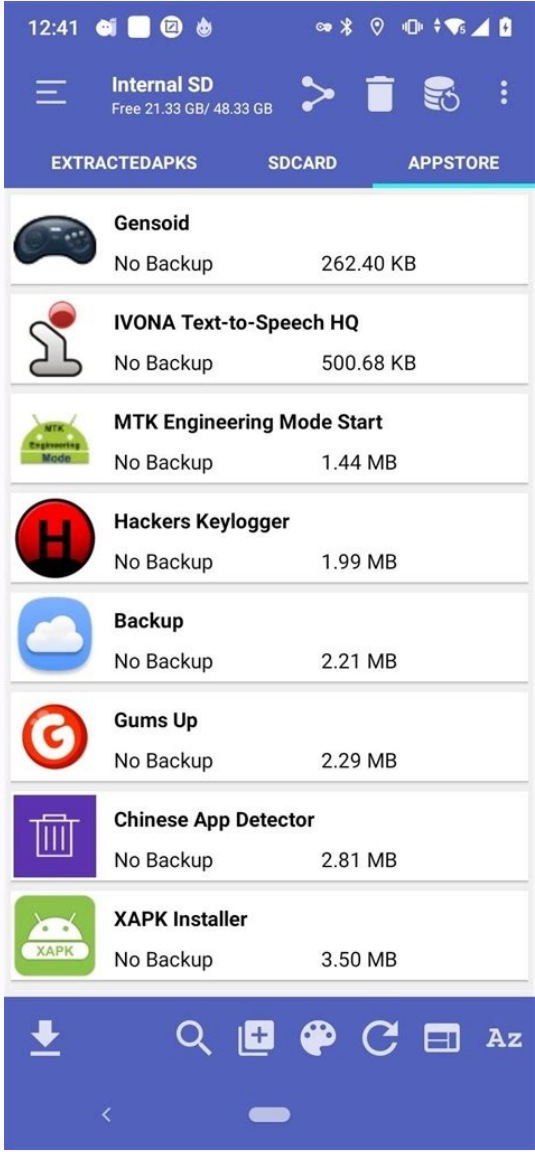 12:41
Internal SD
Free 21.33 GB/ 48.33 GB
EXTRACTEDAPKS SDCARD APPSTORE
Gensoid
No Backup 262.40 KB
IVONA Text-to-Speech HQ
No Backup 500.68 KB
MTK
Engineering
Mode
MTK Engineering Mode Start
No Backup 1.44 MB
H
Hackers Keylogger
No Backup 1.99 MB
Backup
No Backup 2.21 MB
G
Gums Up
No Backup 2.29 MB
Chinese App Detector
No Backup 2.81 MB
XAPK
XAPK Installer
No Backup 3.50 MB
Az